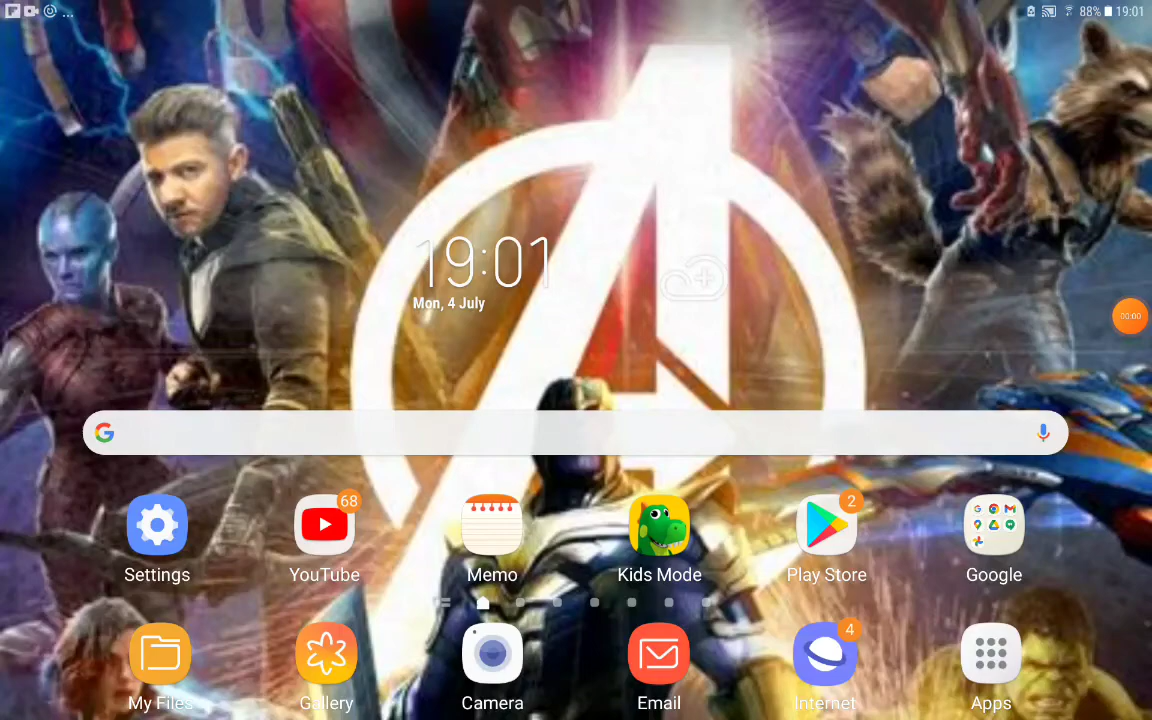 88% 19:01
19:01
Mon, 4 July
00:00
68
2
Settings YouTube Memo Kids Mode Play Store Google
4
My Files Gallery Camera Email Internet Apps